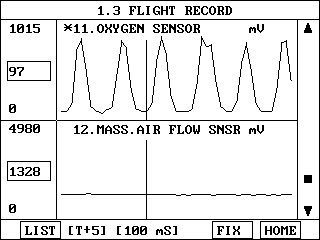 1.3 FLIGHT RECORD
1015 *11.OXYGEN SENSOR mV
97
0
4980 12.MASS.AIR FLOW SNSR mV
1328
0
LIST [T+5] [100 mS] FIX HOME